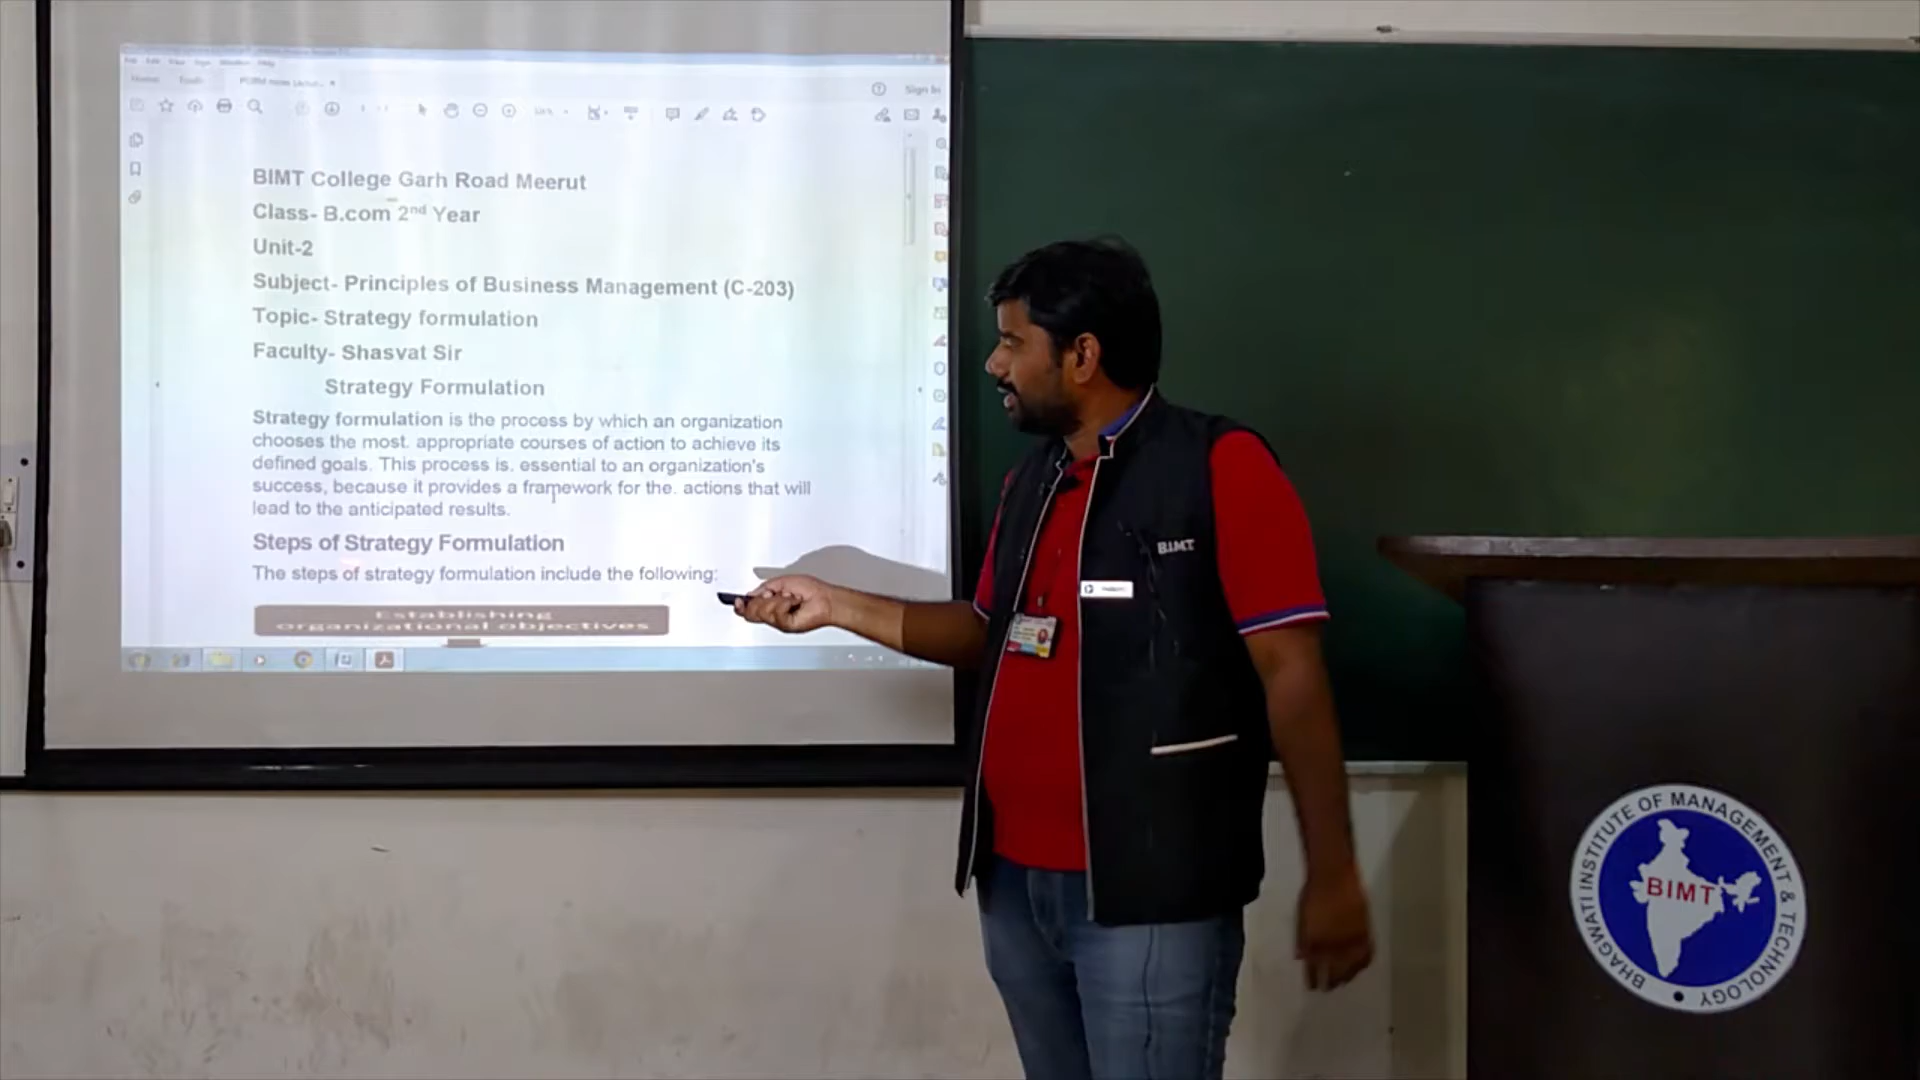 Sign In
BIMT College Garh Road Meerut
Class- B.com 2nd Year
Unit-2
Subject- Principles of Business Management (C-203)
Topic- Strategy formulation
Faculty- Shasvat Sir
Strategy Formulation
Strategy formulation is the process by which an organization
chooses the most. appropriate courses of action to achieve its
defined goals. This process is. essential to an organization's
success, because it provides a framework for the. actions that will
lead to the anticipated results.
Steps of Strategy Formulation
The steps of strategy formulation include the following:
Establishing
organizational objectives
BIMT
BHAGWATI INSTITUTE OF MANAGEMENT & TECHNOLOGY
BIMT